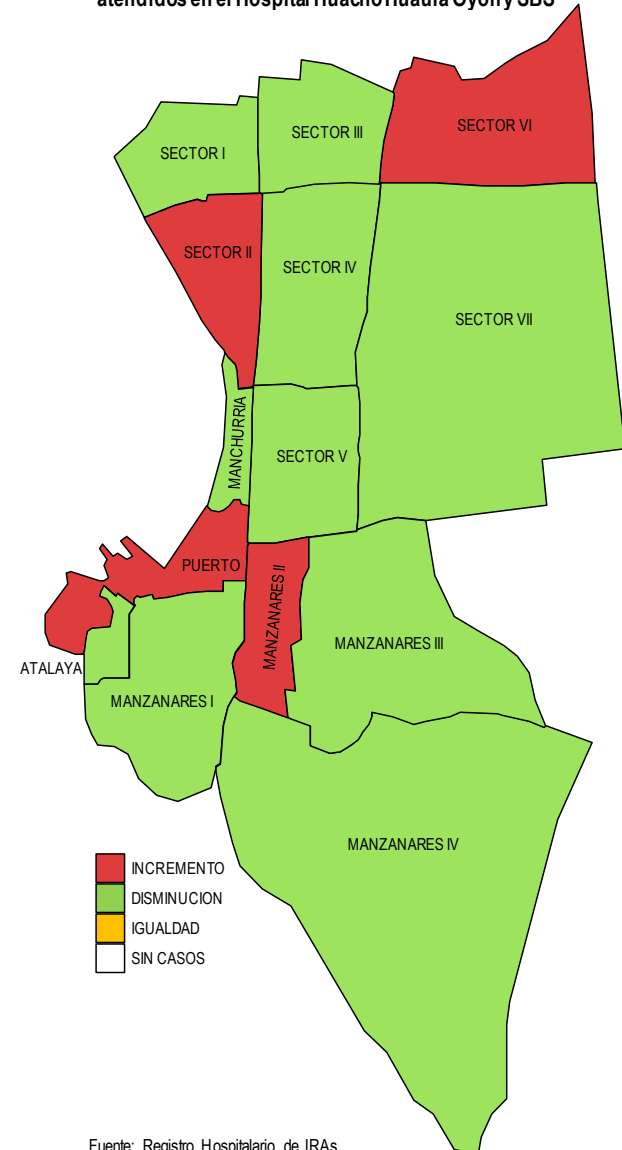 atendidos en el Hospital Huacho Huaura Oyon y SBS
SECTOR VI
SECTOR III
SECTOR I
SECTOR II
SECTOR IV
SECTOR VII
MANCHURRIA
SECTOR V
PUERTO
MANZANARES II
MANZANARES III
ATALAYA
MANZANARES I
MANZANARES IV
INCREMENTO
DISMINUCION
IGUALDAD
SIN CASOS
Fuente: Registro Hospitalario de IRAs